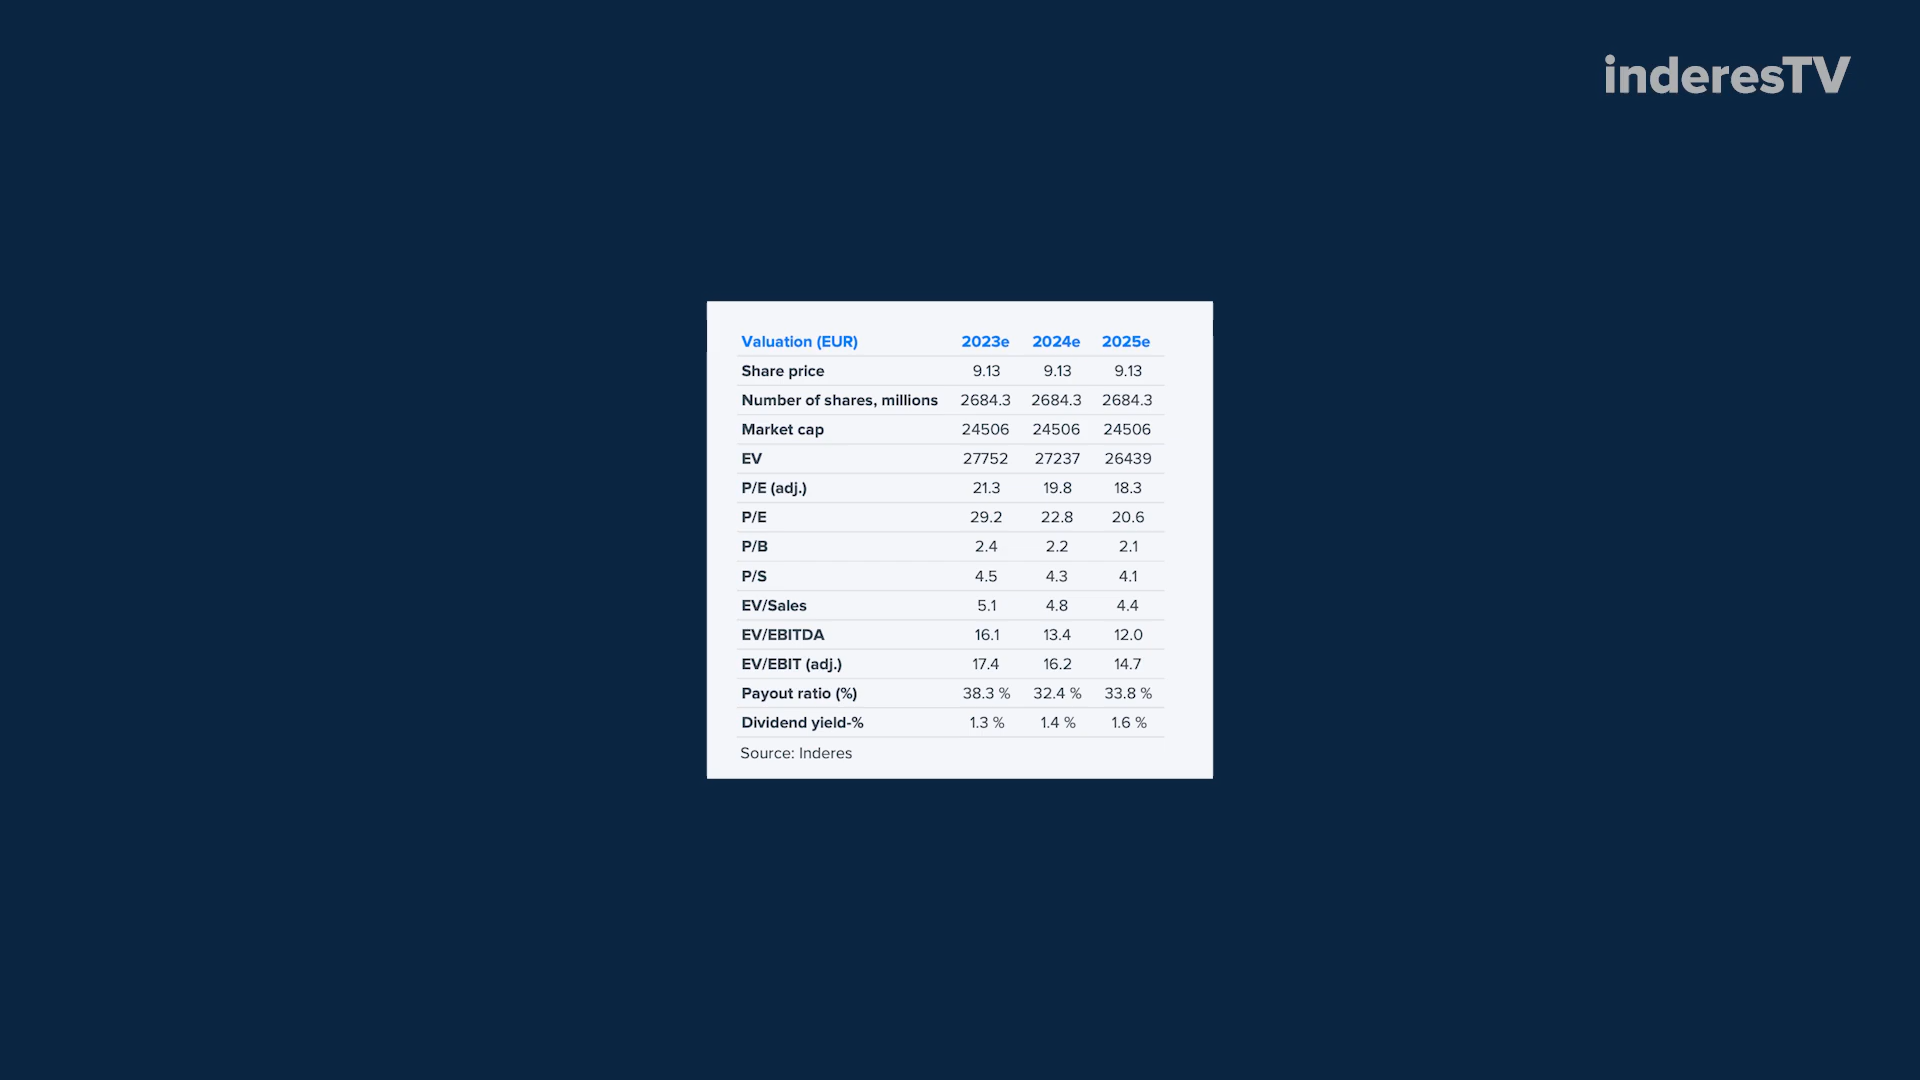 inderesTV
Valuation (EUR) 2023e 2024e 2025e
Share price 9.13 9.13 9.13
Number of shares, millions 2684.3 2684.3 2684.3
Market cap 24506 24506 24506
EV 27752 27237 26439
P/E (adj.) 21.3 19.8 18.3
P/E 29.2 22.8 20.6
P/B 2.4 2.2 2.1
P/S 4.5 4.3 4.1
EV/Sales 5.1 4.8 4.4
EV/EBITDA 16.1 13.4 12.0
EV/EBIT (adj.) 17.4 16.2 14.7
Payout ratio (%) 38.3 % 32.4 % 33.8 %
Dividend yield-% 1.3 % 1.4 % 1.6 %
Source: Inderes